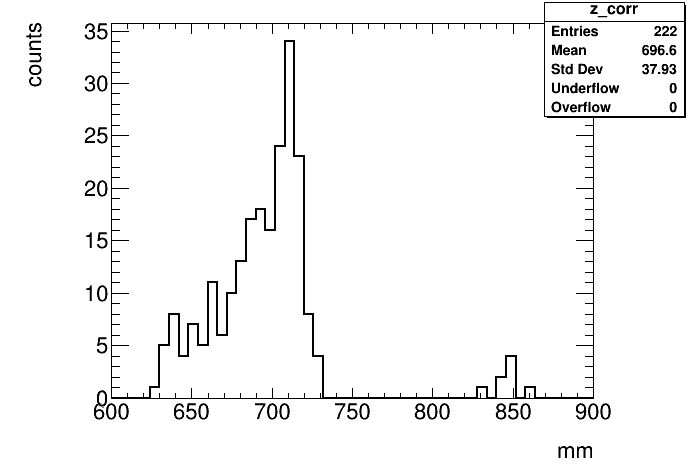 z_corr
Entries 222
Mean 696.6
Std Dev 37.93
Underflow 0
Overflow 0
counts
35
30
25
20
15
10
5
0
600 650 700 750 800 850 900
mm